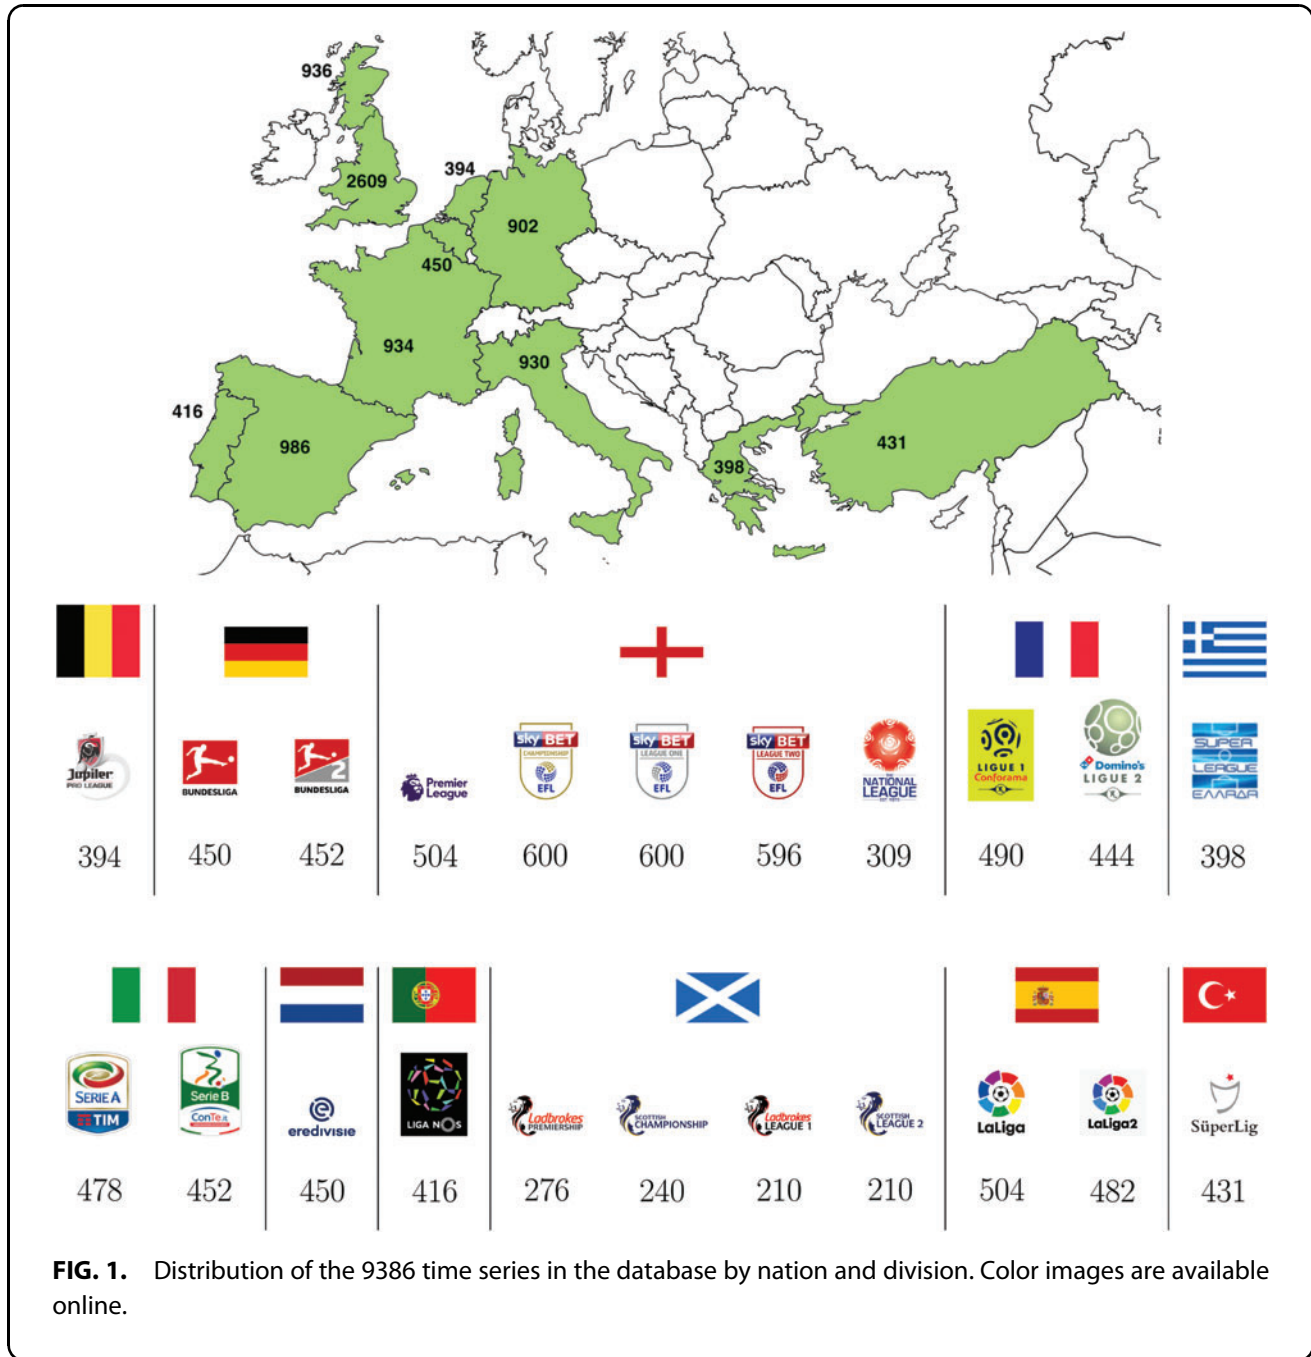 936
2609
394
902
450
934
930
416
986
398
431
Jupiler
PRO LEAGUE
BUNDESLIGA
2
BUNDESLIGA
Premier
League
sky BET
CHAMPIONSHIP
EFL
sky BET
LEAGUE ONE
EFL
sky BET
LEAGUE TWO
EFL
THE
NATIONAL
LEAGUE
EST 1979
LIGUE 1
Conforama
Domino's
LIGUE 2
SUPER
LEAGUE
ΕΛΛΑΔΑ
394 450 452 504 600 600 596 309 490 444 398
SERIE A
TIM
Serie B
ConTe.it
eredivisie
LIGA NOS
Ladbrokes
PREMIERSHIP
SCOTTISH
CHAMPIONSHIP
Ladbrokes
LEAGUE 1
SCOTTISH
LEAGUE 2
LaLiga
LaLiga2
SüperLig
478 452 450 416 276 240 210 210 504 482 431
FIG. 1. Distribution of the 9386 time series in the database by nation and division. Color images are available
online.